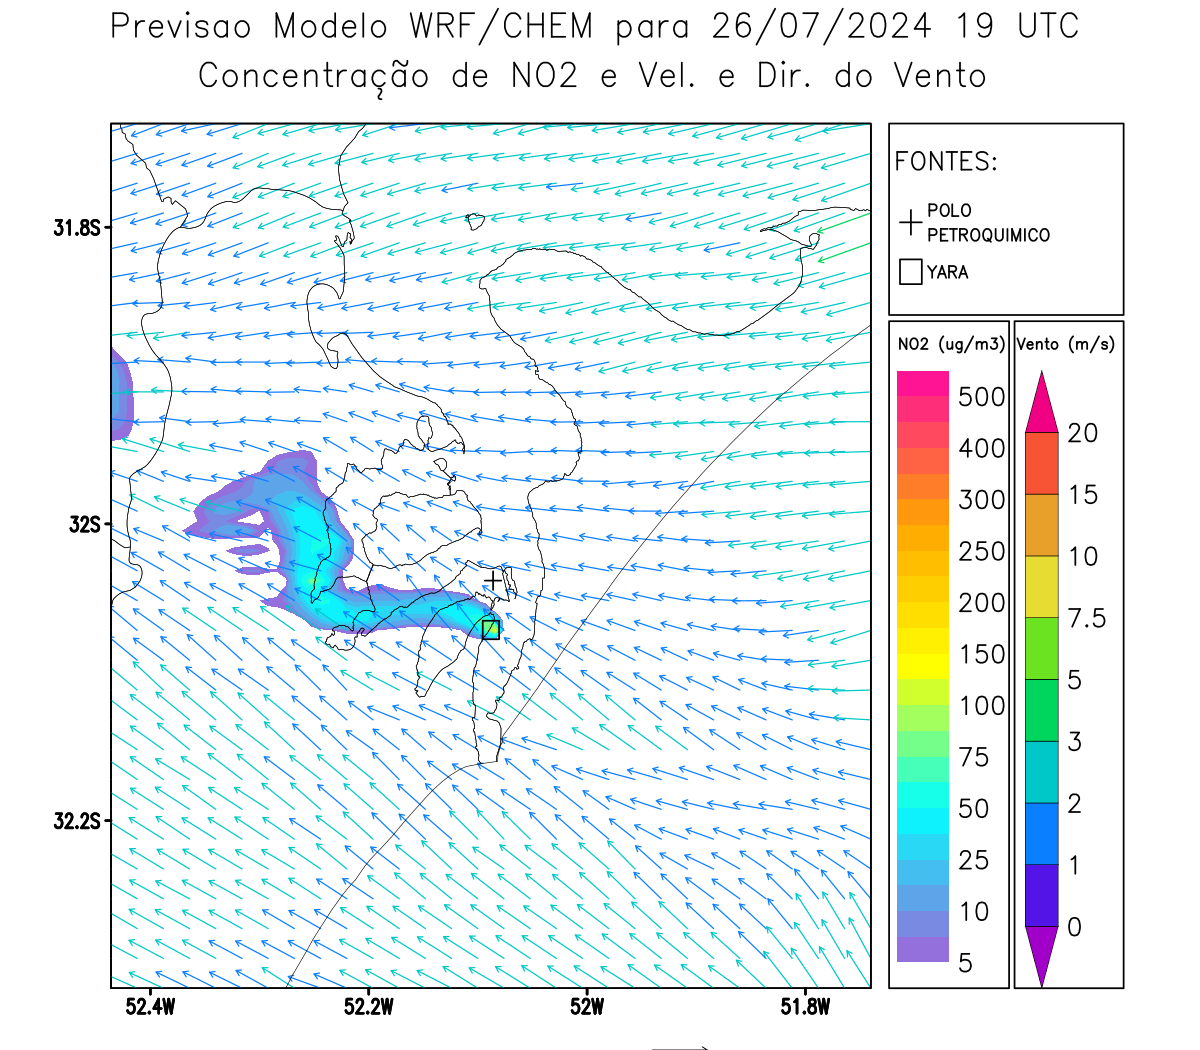 Previsao Modelo WRF/CHEM para 26/07/2024 19 UTC
Concentração de NO2 e Vel. e Dir. do Vento
FONTES:
POLO
PETROQUIMICO
YARA
NO2 (ug/m3)
500
400
300
250
200
150
100
75
50
25
10
5
Vento (m/s)
20
15
10
7.5
5
3
2
1
0
31.8S
32S
32.2S
52.4W 52.2W 52W 51.8W